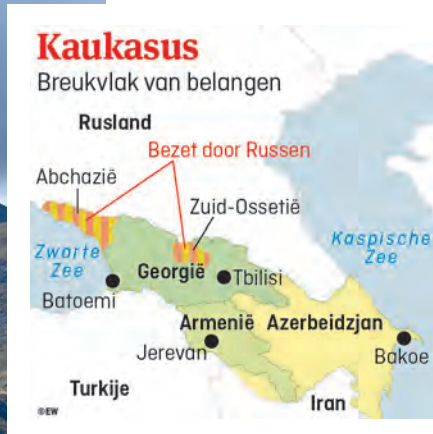 Kaukasus
Breukvlak van belangen
Rusland
Bezet door Russen
Abchazië
Zuid-Ossetië
Kaspische
Zee
Zwarte
Zee
Georgië
Tbilisi
Batoemi
Armenië
Azerbeidzjan
Jerevan
Bakoe
Turkije
Iran
©EW